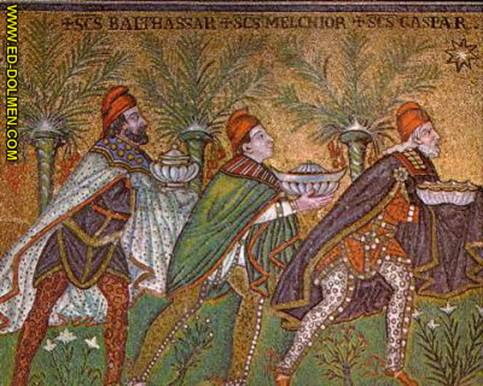 +SCS BALTHASSAR +SCS MELCHIOR +SCS GASPAR
WWW.ED-DOLMEN.COM